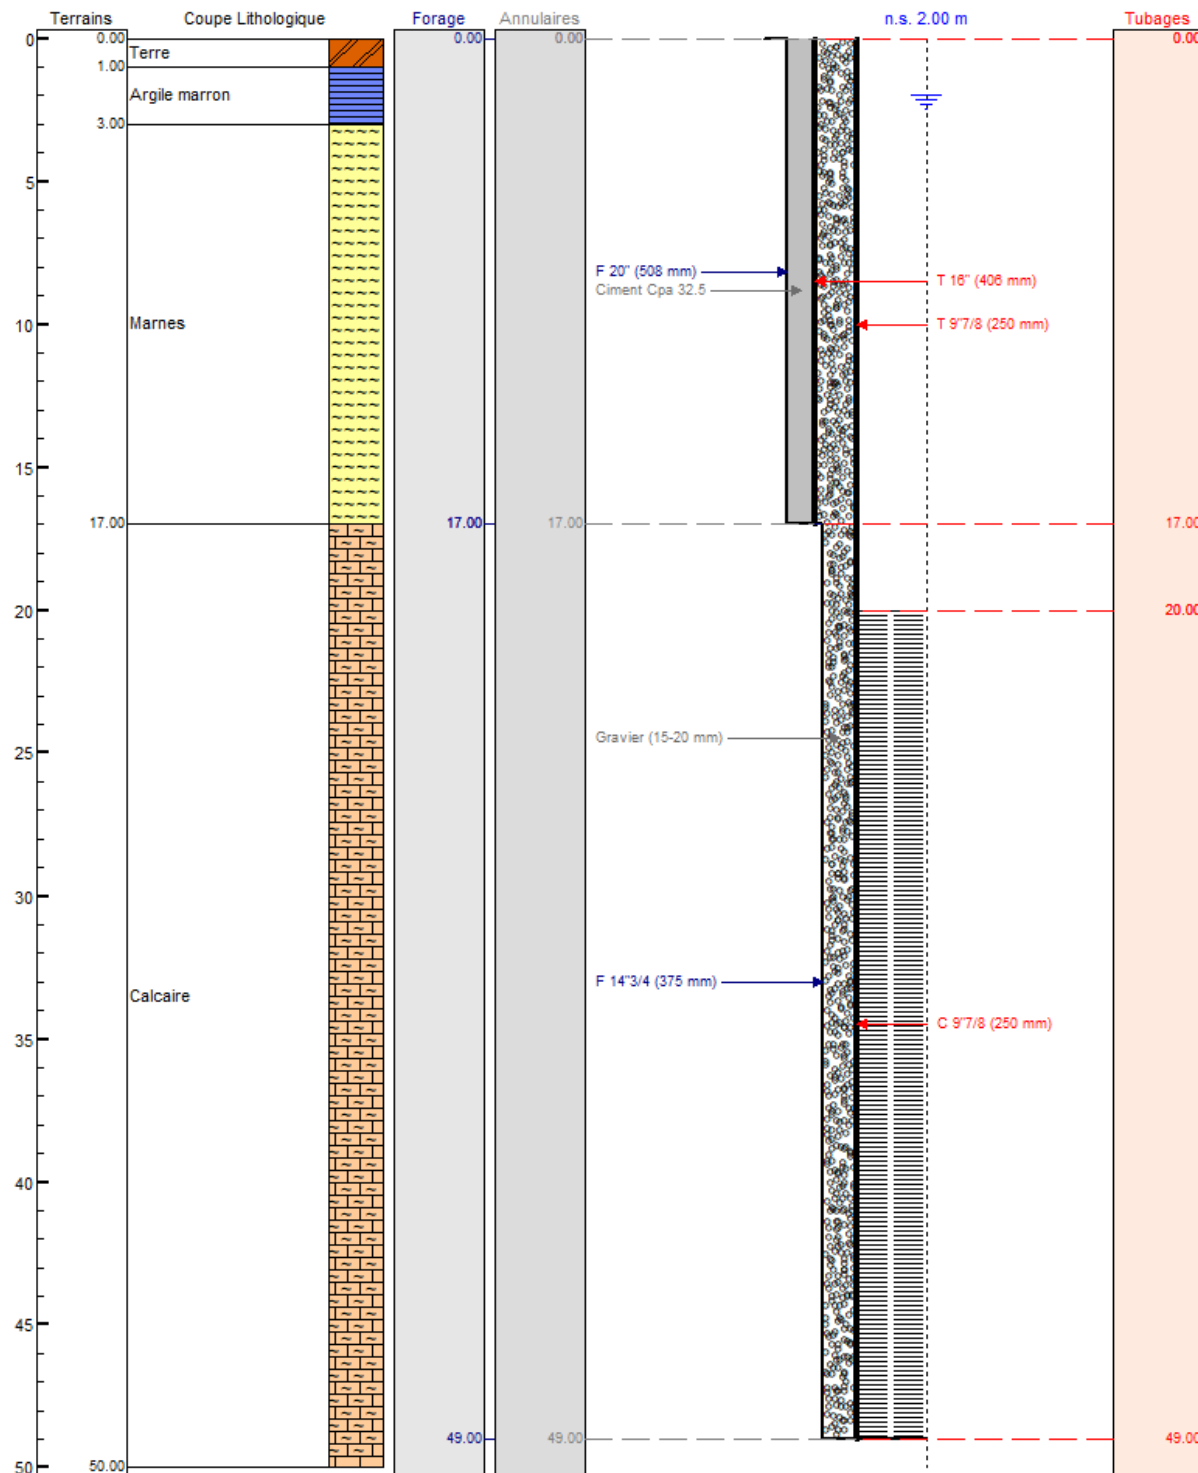 Terrains Coupe Lithologique Forage Annulaires n.s. 2.00 m Tubages
0 0.00 0.00 0.00 0.00
Terre
1.00
Argile marron
3.00
5
F 20" (508 mm) T 16" (406 mm)
Ciment Cpa 32.5
10 Marnes T 9"7/8 (250 mm)
15
17.00 17.00 17.00 17.00
20 20.00
Gravier (15-20 mm)
25
30
F 14"3/4 (375 mm)
Calcaire
C 9"7/8 (250 mm)
35
40
45
49.00 49.00 49.00
50 50.00